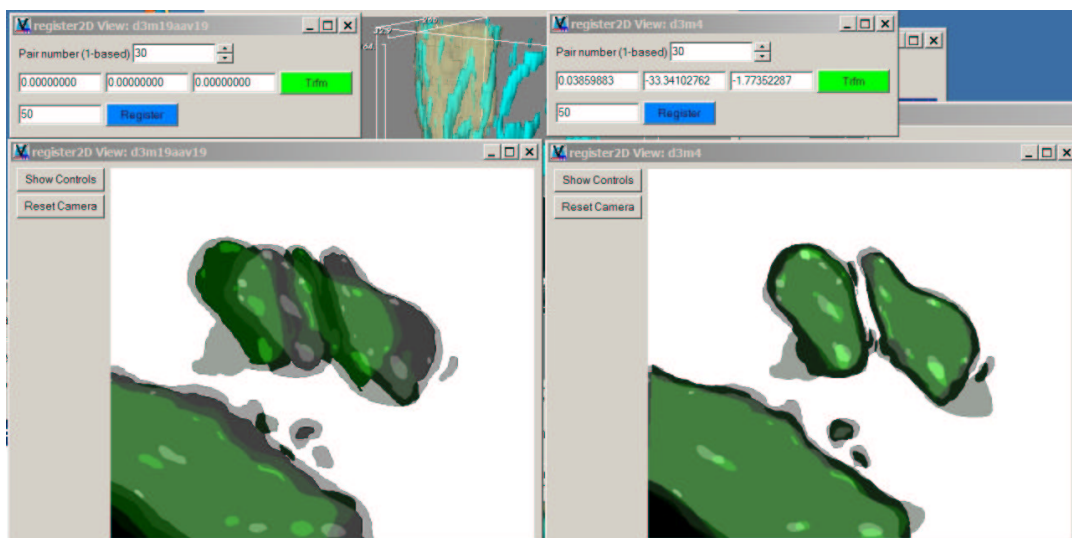 register2D View: d3m19aav19
Pair number (1-based) 30
0.00000000 0.00000000 0.00000000 Trfm
50 Register
register2D View: d3m4
Pair number (1-based) 30
0.03859883 -33.34102762 -1.77352287 Trfm
50 Register
register2D View: d3m19aav19
Show Controls
Reset Camera
register2D View: d3m4
Show Controls
Reset Camera